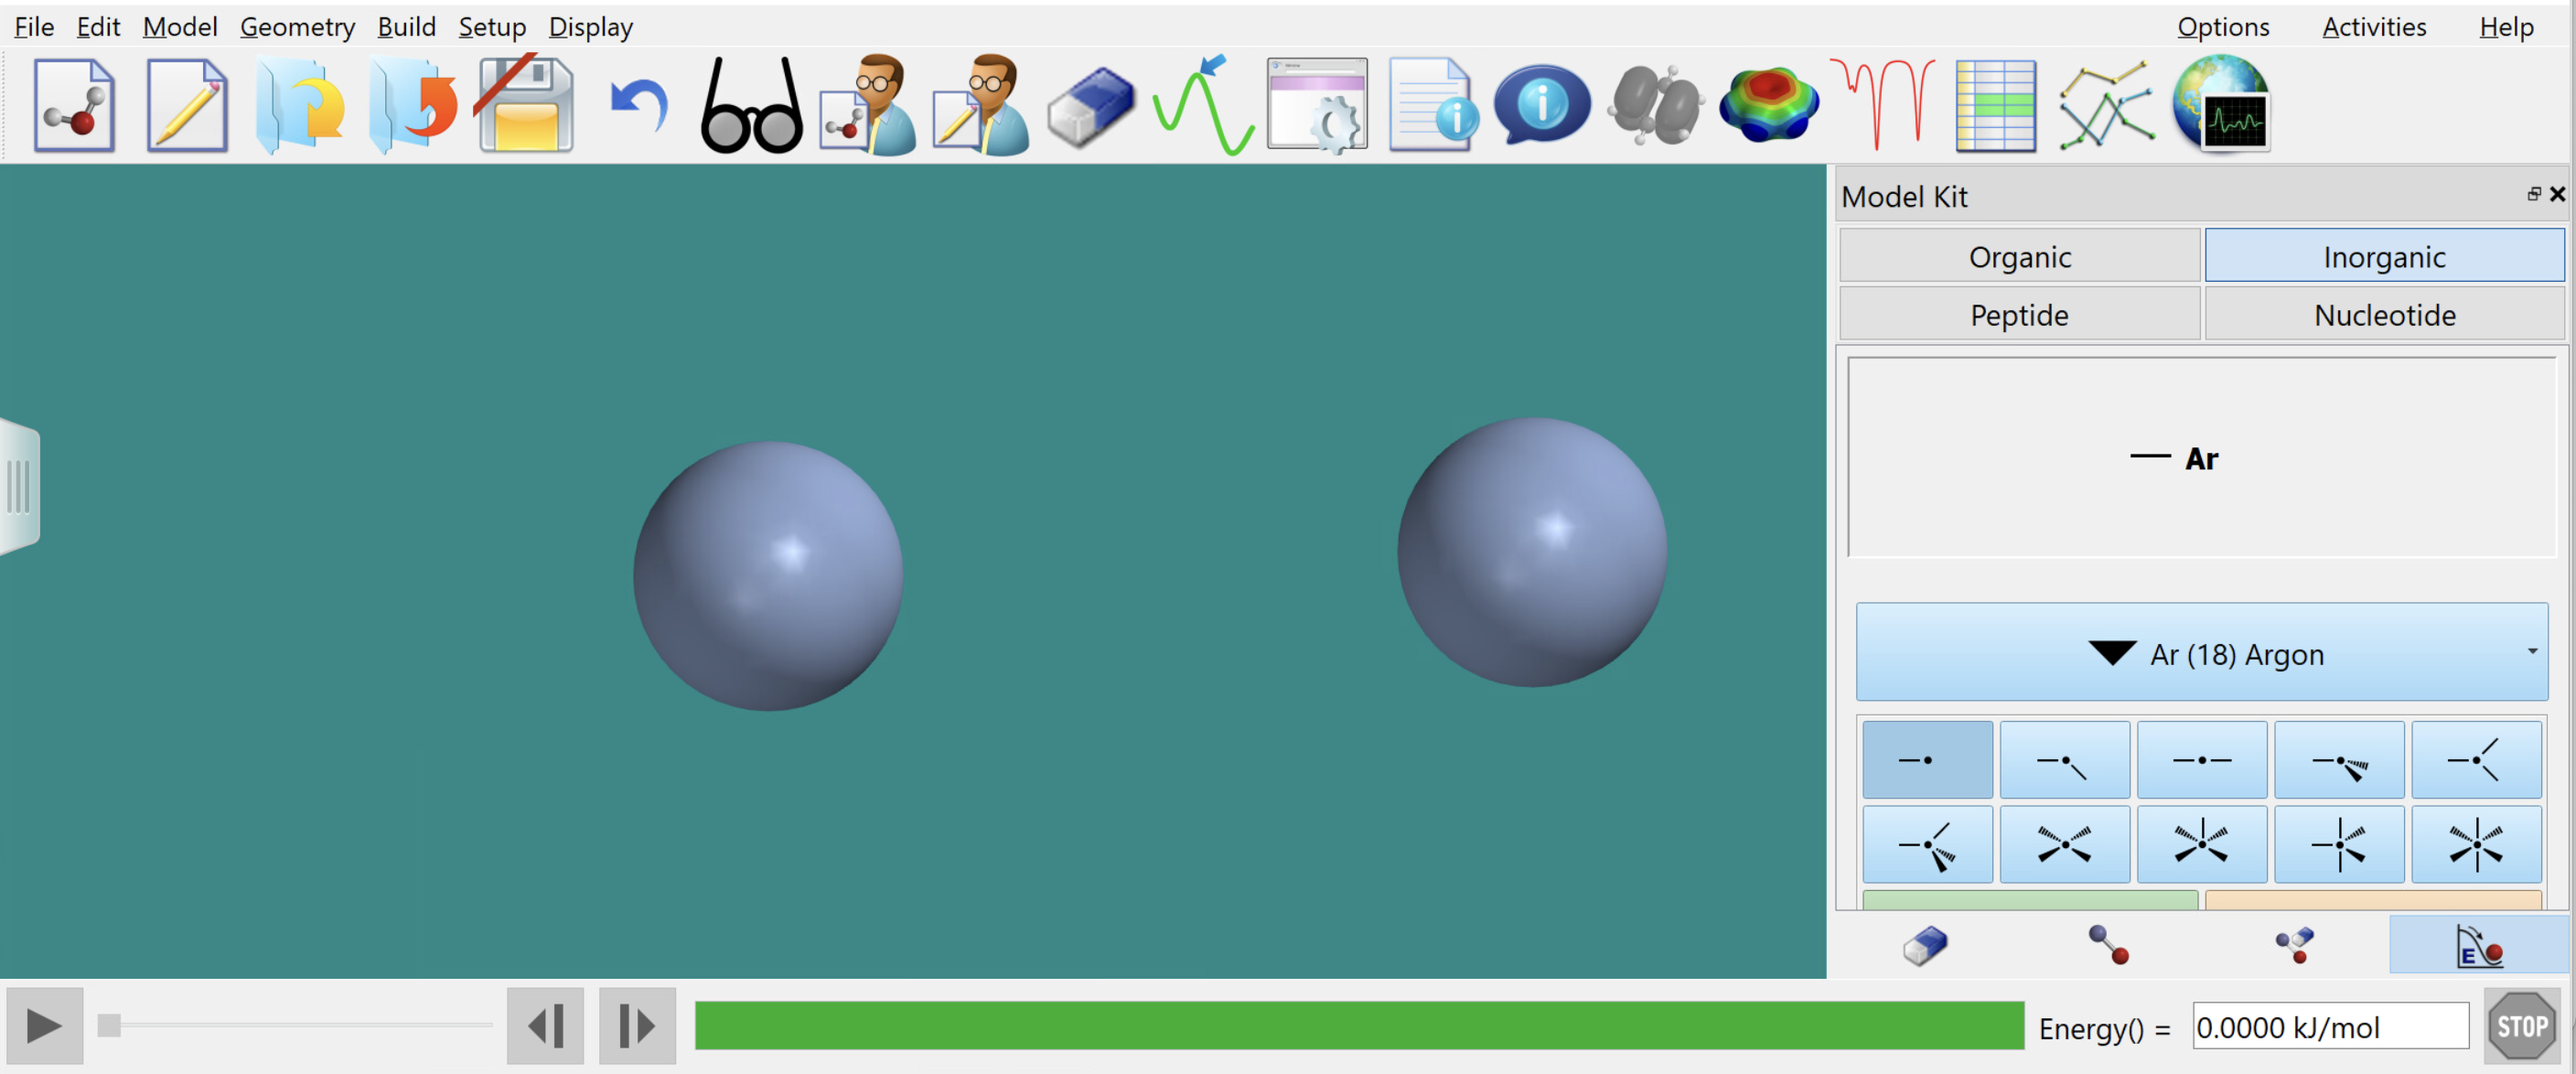 File Edit Model Geometry Build Setup Display Options Activities Help
Model Kit
Organic Inorganic
Peptide Nucleotide
Ar
Ar (18) Argon
E
Energy() = 0.0000 kJ/mol STOP